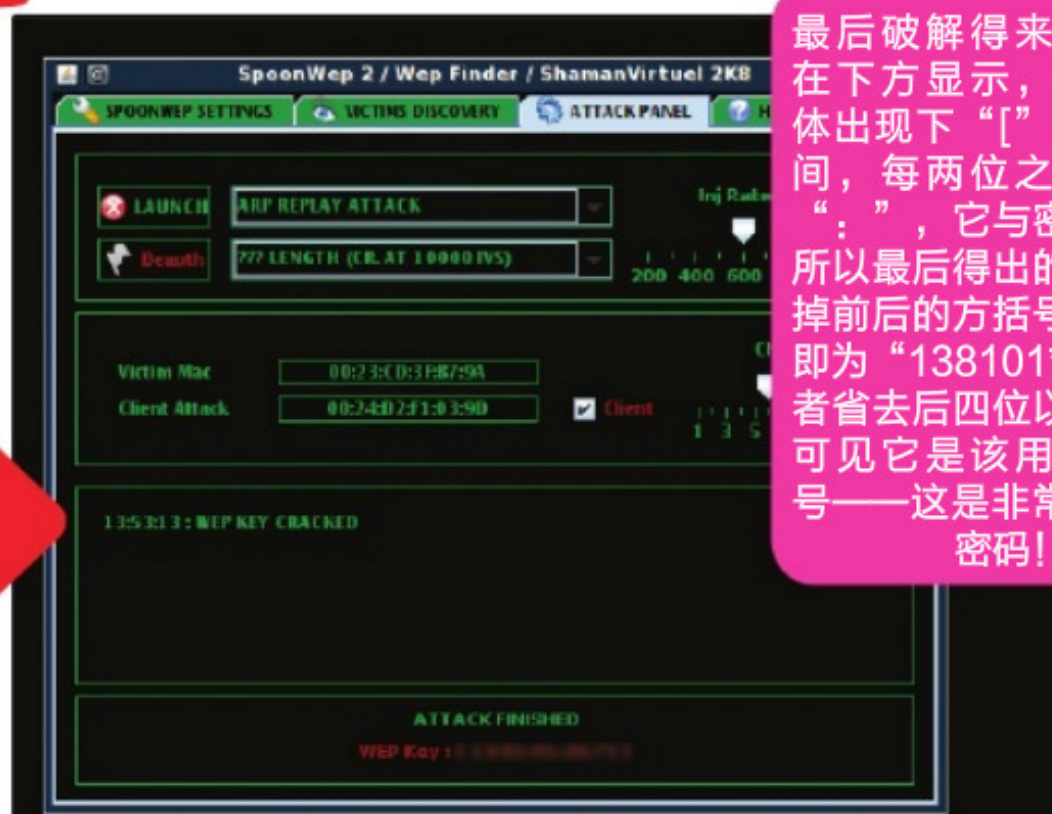 SpoonWep 2 / Wep Finder / ShamanVirtuel 2K8
SPOONWEP SETTINGS
VICTIMS DISCOVERY
ATTACK PANEL
H
LAUNCH
ARP REPLAY ATTACK
Inj Rate
Deauth
??? LENGTH (CR. AT 10000 IVS)
200 400 600
Victim Mac
00:23:CD:3F:B7:9A
Client Attack
00:24:D2:F1:03:9D
Client
1 3 5
13:53:13 : WEP KEY CRACKED
ATTACK FINISHED
WEP Key :
最后破解得来
在下方显示，
体出现下“[”
间，每两位之
“：”，它与密
所以最后得出的
掉前后的方括号
即为“138101
者省去后四位以
可见它是该用
号——这是非常
密码！